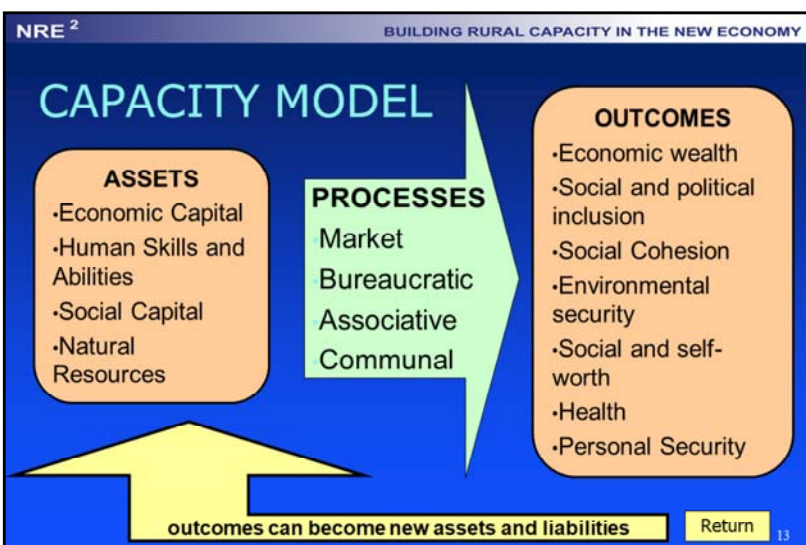 NRE 2
BUILDING RURAL CAPACITY IN THE NEW ECONOMY
CAPACITY MODEL
ASSETS
•Economic Capital
•Human Skills and
Abilities
•Social Capital
•Natural
Resources
PROCESSES
•Market
•Bureaucratic
•Associative
•Communal
OUTCOMES
•Economic wealth
•Social and political
inclusion
•Social Cohesion
•Environmental
security
•Social and self-
worth
•Health
•Personal Security
outcomes can become new assets and liabilities
Return
13